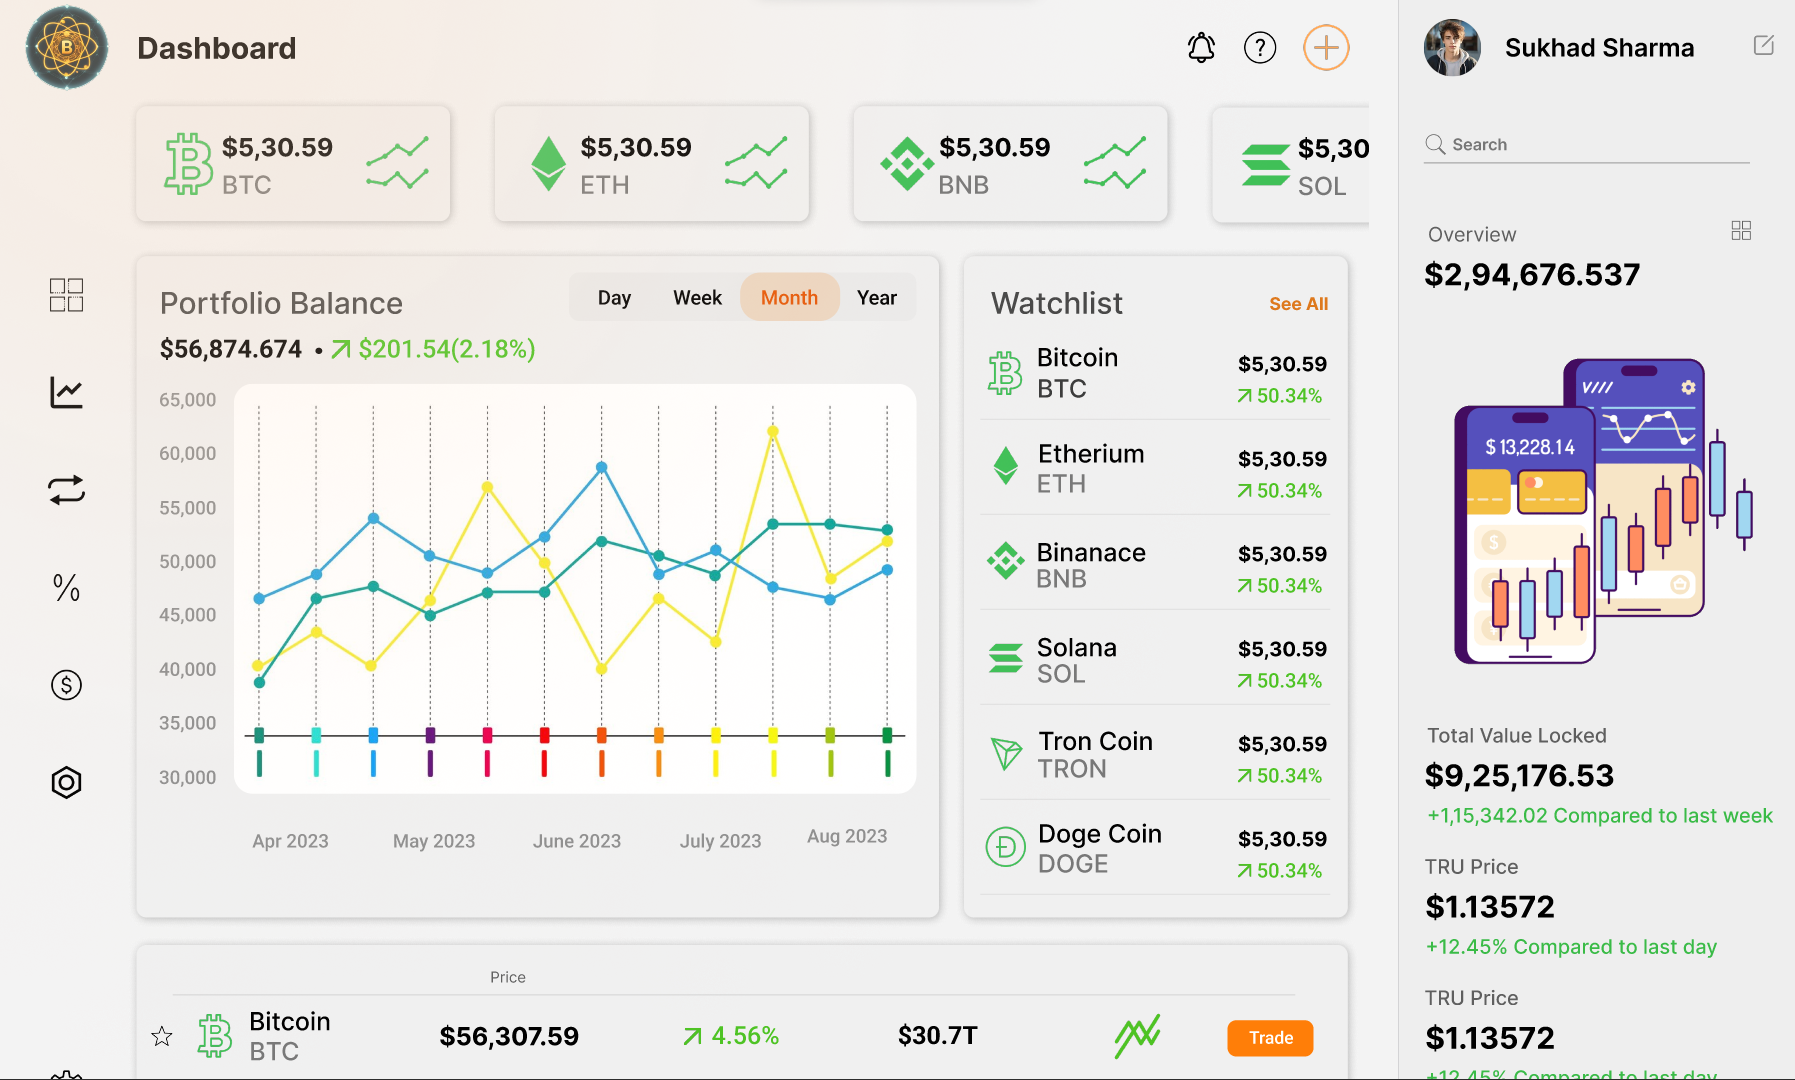 B
Dashboard
?
$5,30.59
BTC
$5,30.59
ETH
$5,30.59
BNB
$5,30
SOL
Portfolio Balance
Day
Week
Month
Year
$56,874.674 • $201.54(2.18%)
65,000
60,000
55,000
50,000
45,000
40,000
35,000
30,000
Apr 2023
May 2023
June 2023
July 2023
Aug 2023
Watchlist
See All
Bitcoin
BTC
$5,30.59
50.34%
Etherium
ETH
$5,30.59
50.34%
Binanace
BNB
$5,30.59
50.34%
Solana
SOL
$5,30.59
50.34%
Tron Coin
TRON
$5,30.59
50.34%
Doge Coin
DOGE
$5,30.59
50.34%
Price
Bitcoin
BTC
$56,307.59
4.56%
$30.7T
Trade
Sukhad Sharma
Search
Overview
$2,94,676.537
$ 13,228.14
$
Total Value Locked
$9,25,176.53
+1,15,342.02 Compared to last week
TRU Price
$1.13572
+12.45% Compared to last day
TRU Price
$1.13572
+12.45% Compared to last day